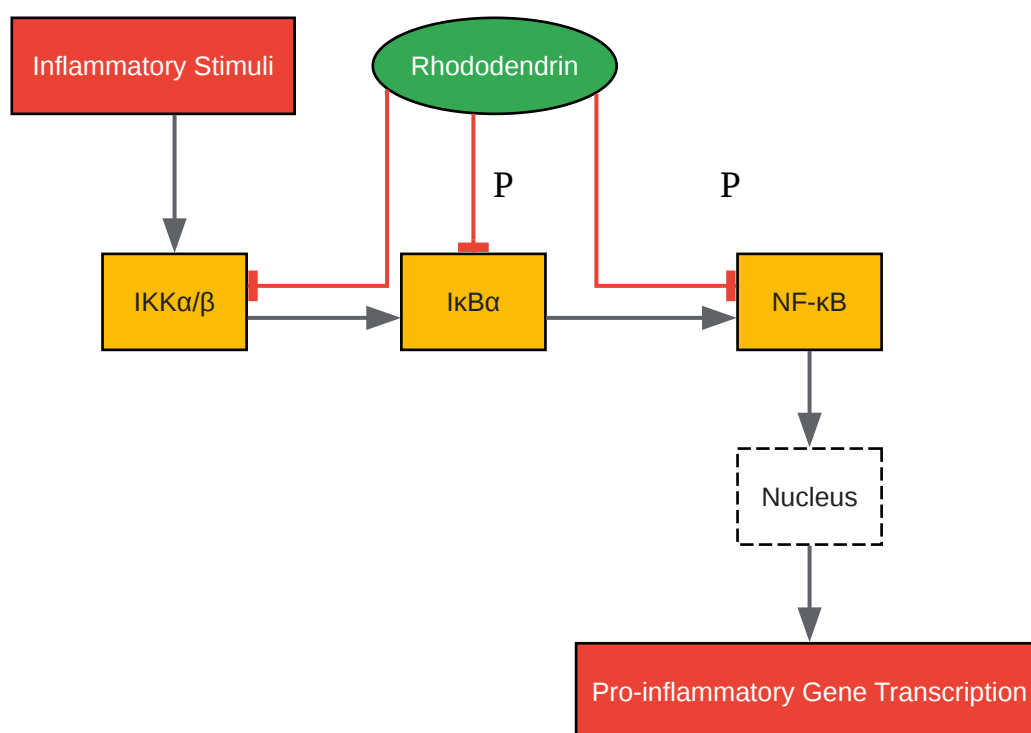 Inflammatory Stimuli
Rhododendrin
P
P
IKKα/β
IκBα
NF-κB
Nucleus
Pro-inflammatory Gene Transcription